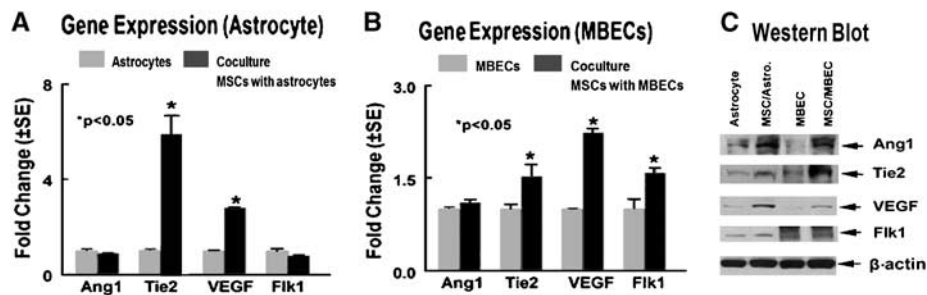 A
Gene Expression (Astrocyte)
Astrocytes
Coculture
MSCs with astrocytes
*p<0.05
Fold Change (±SE)
8
4
0
*
*
Ang1 Tie2 VEGF Flk1
B
Gene Expression (MBECs)
MBECs
Coculture
MSCs with MBECs
*p<0.05
Fold Change (±SE)
3.0
1.5
0.0
*
*
*
Ang1 Tie2 VEGF Flk1
C
Western Blot
Astrocyte
MSC/Astro.
MBEC
MSC/MBEC
Ang1
Tie2
VEGF
Flk1
β-actin